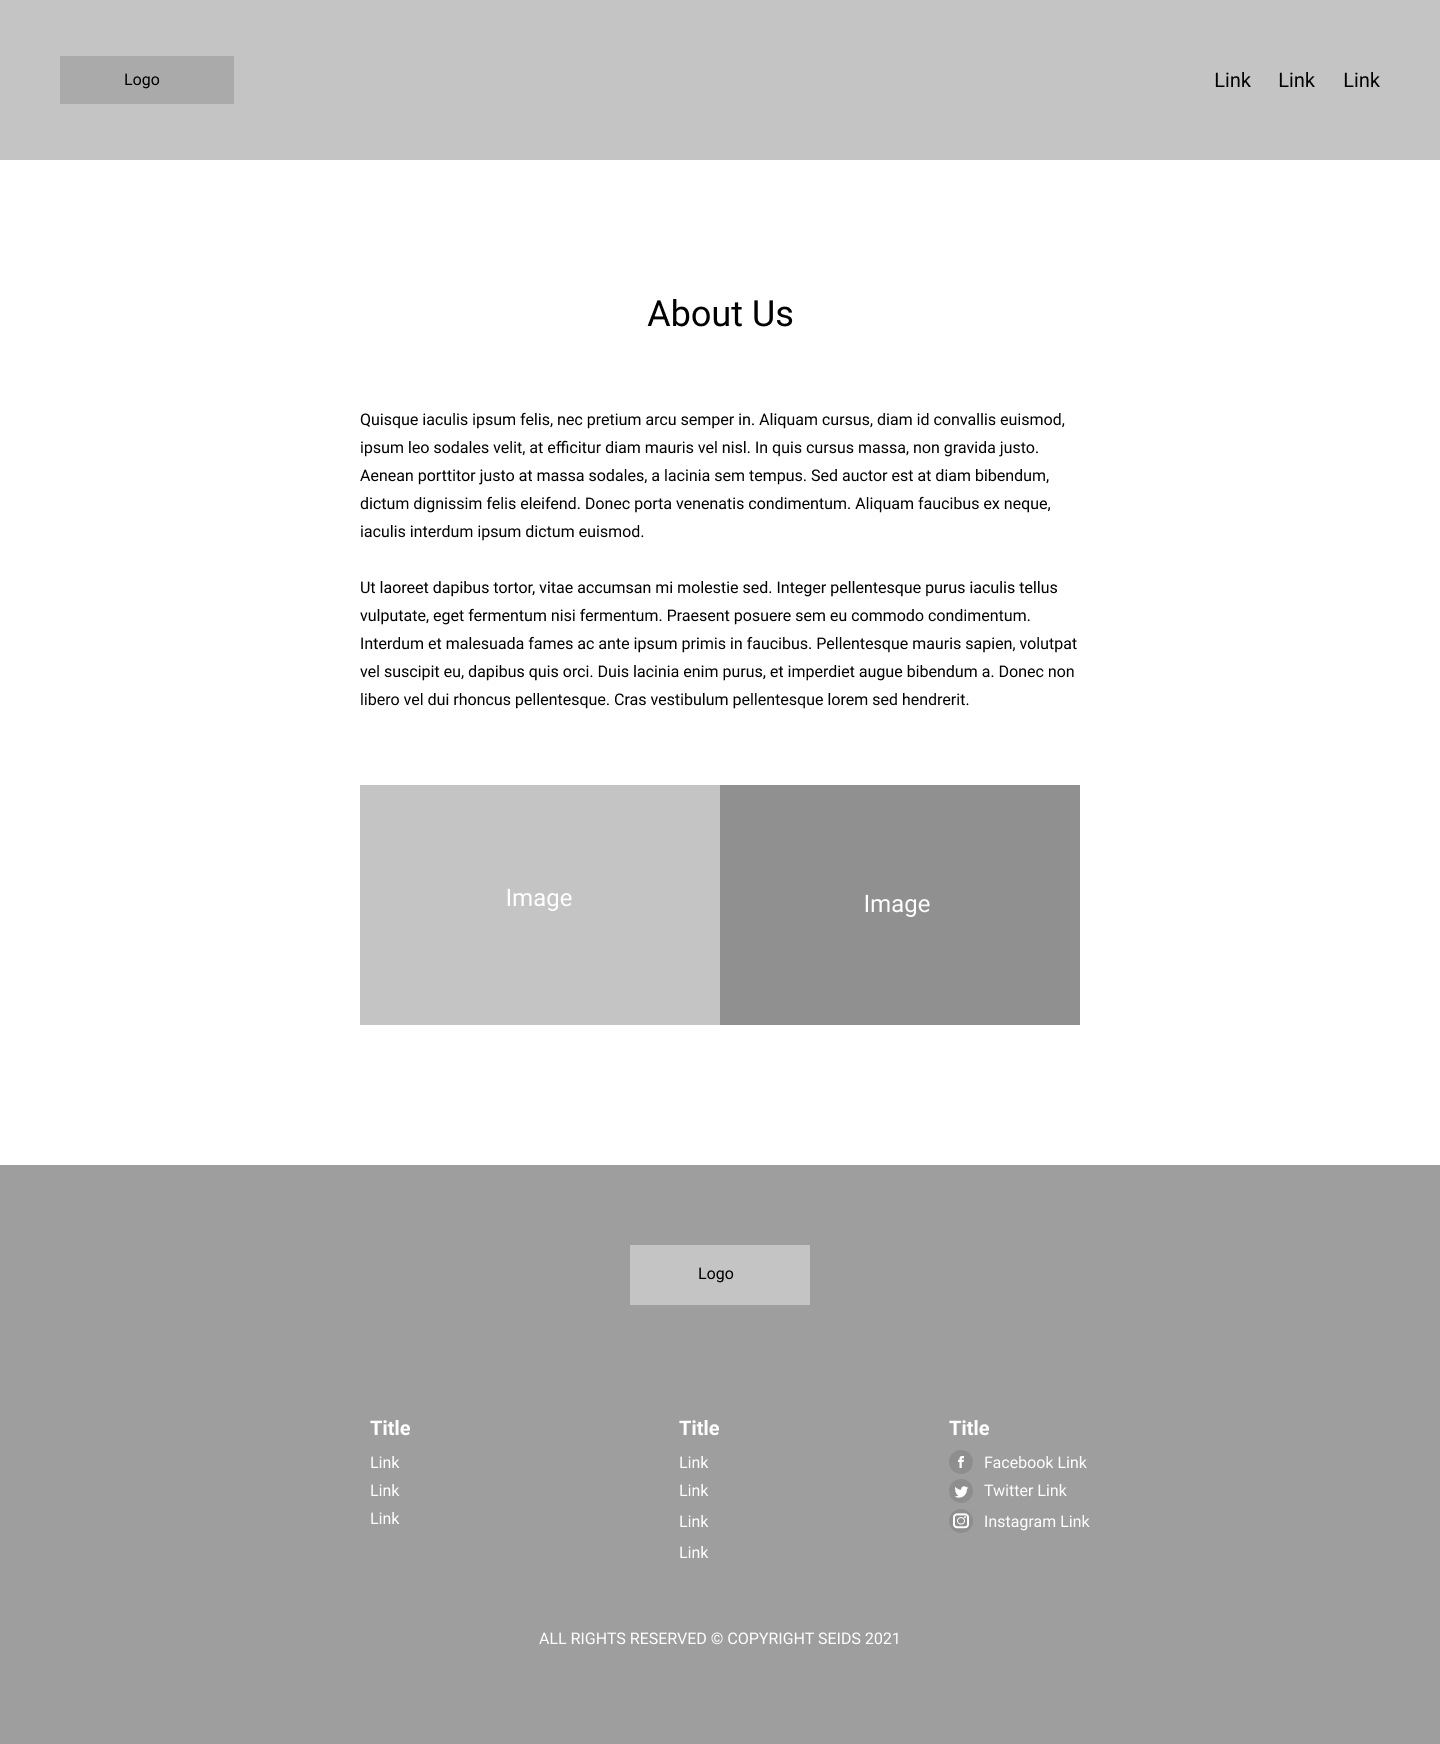 Logo
Link Link Link
About Us
Quisque iaculis ipsum felis, nec pretium arcu semper in. Aliquam cursus, diam id convallis euismod,
ipsum leo sodales velit, at efficitur diam mauris vel nisl. In quis cursus massa, non gravida justo.
Aenean porttitor justo at massa sodales, a lacinia sem tempus. Sed auctor est at diam bibendum,
dictum dignissim felis eleifend. Donec porta venenatis condimentum. Aliquam faucibus ex neque,
iaculis interdum ipsum dictum euismod.
Ut laoreet dapibus tortor, vitae accumsan mi molestie sed. Integer pellentesque purus iaculis tellus
vulputate, eget fermentum nisi fermentum. Praesent posuere sem eu commodo condimentum.
Interdum et malesuada fames ac ante ipsum primis in faucibus. Pellentesque mauris sapien, volutpat
vel suscipit eu, dapibus quis orci. Duis lacinia enim purus, et imperdiet augue bibendum a. Donec non
libero vel dui rhoncus pellentesque. Cras vestibulum pellentesque lorem sed hendrerit.
Image
Image
Logo
Title
Link
Link
Link
Title
Link
Link
Link
Link
Title
Facebook Link
Twitter Link
Instagram Link
ALL RIGHTS RESERVED © COPYRIGHT SEIDS 2021